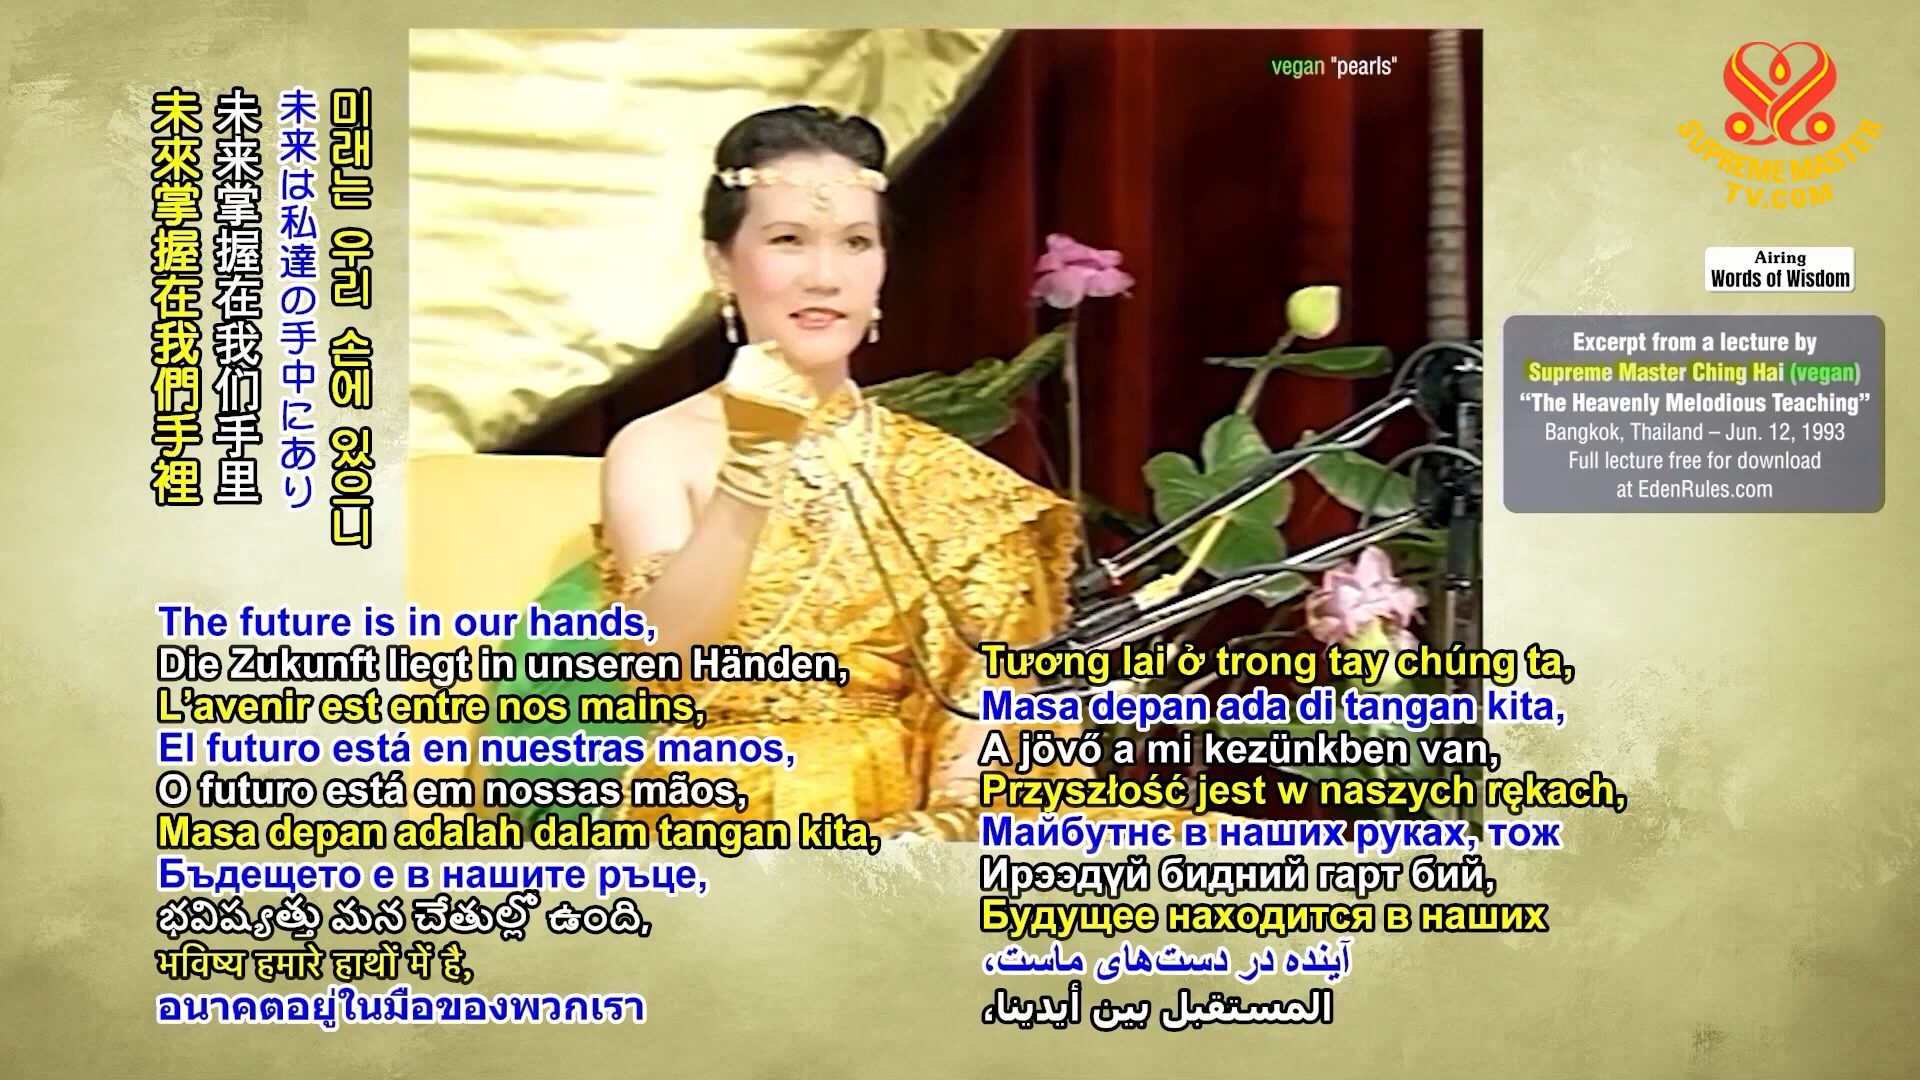 vegan "pearls"
SUPREME MASTER
TV.COM
Airing
Words of Wisdom
Excerpt from a lecture by
Supreme Master Ching Hai (vegan)
“The Heavenly Melodious Teaching”
Bangkok, Thailand – Jun. 12, 1993
Full lecture free for download
at EdenRules.com
미래는 우리 손에 있으니
未来は私達の手中にあり
未来掌握在我们手里
未來掌握在我們手裡
The future is in our hands,
Die Zukunft liegt in unseren Händen,
L’avenir est entre nos mains,
El futuro está en nuestras manos,
O futuro está em nossas mãos,
Masa depan adalah dalam tangan kita,
Бъдещето е в нашите ръце,
భవిష్యత్తు మన చేతుల్లో ఉంది,
भविष्य हमारे हाथों में है,
อนาคตอยู่ในมือของพวกเรา
Tương lai ở trong tay chúng ta,
Masa depan ada di tangan kita,
A jövő a mi kezünkben van,
Przyszłość jest w naszych rękach,
Майбутнє в наших руках, тож
Ирээдүй бидний гарт бий,
Будущее находится в наших
آینده در دست‌های ماست،
المستقبل بين أيدينا،